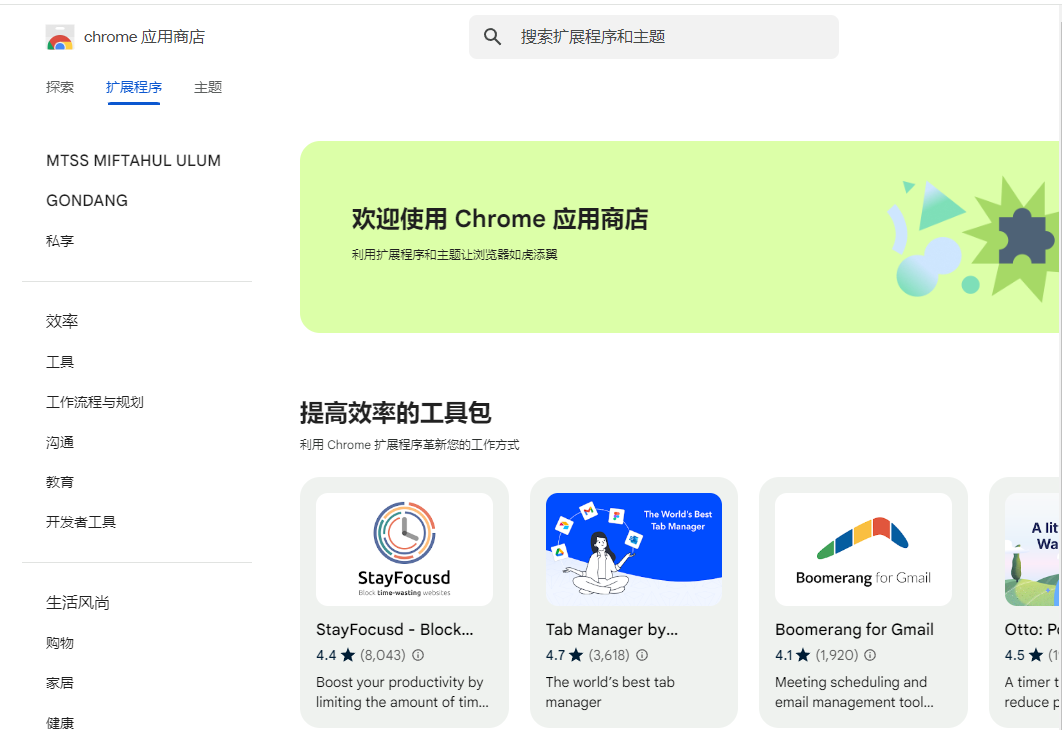 chrome 应用商店
搜索扩展程序和主题
探索
扩展程序
主题
MTSS MIFTAHUL ULUM
GONDANG
私享
效率
工具
工作流程与规划
沟通
教育
开发者工具
生活风尚
购物
家居
健康
欢迎使用 Chrome 应用商店
利用扩展程序和主题让浏览器如虎添翼
提高效率的工具包
利用 Chrome 扩展程序革新您的工作方式
StayFocusd
Block time-wasting websites
StayFocusd - Block...
4.4 ★ (8,043)
Boost your productivity by
limiting the amount of tim...
The World's Best
Tab Manager
Tab Manager by...
4.7 ★ (3,618)
The world's best tab
manager
Boomerang for Gmail
Boomerang for Gmail
4.1 ★ (1,920)
Meeting scheduling and
email management tool...
A lit
Wa
Otto: P
4.5 ★ (1
A timer t
reduce p